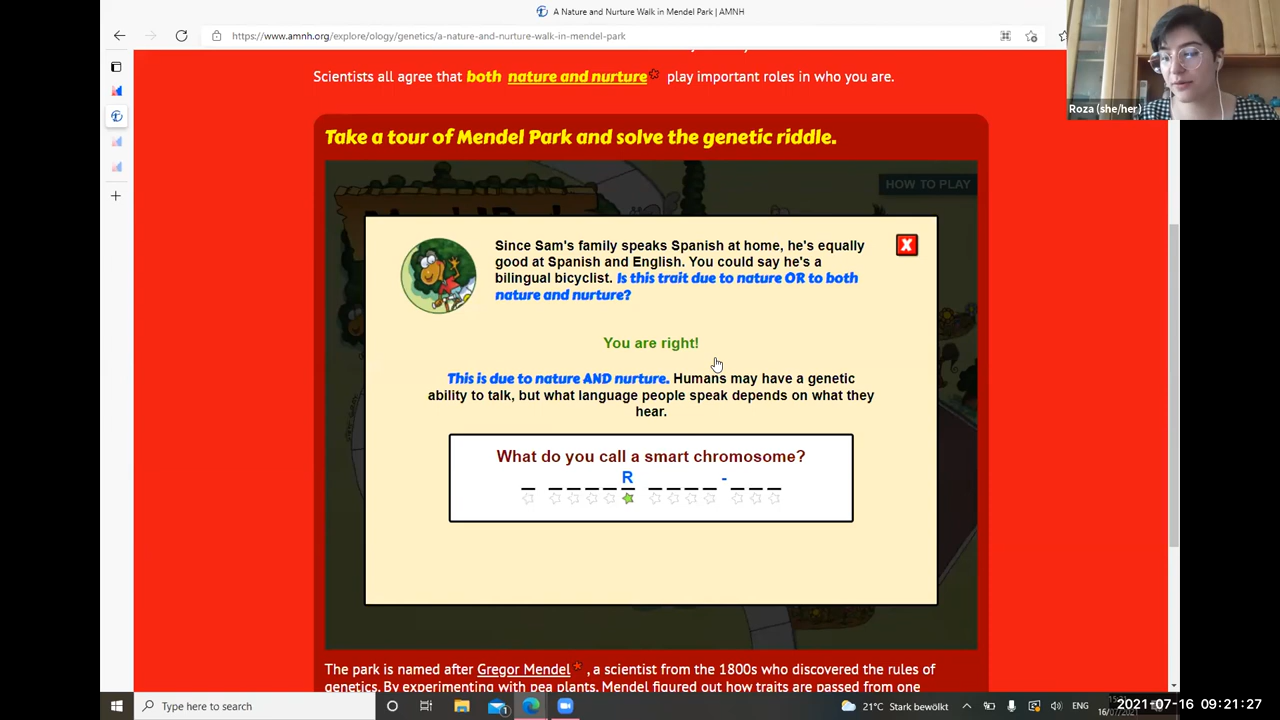 A Nature and Nurture Walk in Mendel Park | AMNH
https://www.amnh.org/explore/ology/genetics/a-nature-and-nurture-walk-in-mendel-park
Roza (she/her)
Scientists all agree that both nature and nurture* play important roles in who you are.
Take a tour of Mendel Park and solve the genetic riddle.
HOW TO PLAY
X
Since Sam's family speaks Spanish at home, he's equally
good at Spanish and English. You could say he's a
bilingual bicyclist. Is this trait due to nature OR to both
nature and nurture?
You are right!
This is due to nature AND nurture. Humans may have a genetic
ability to talk, but what language people speak depends on what they
hear.
What do you call a smart chromosome?
_ _ _ _ _ R _ _ _ _ - _ _ _
The park is named after Gregor Mendel* , a scientist from the 1800s who discovered the rules of
genetics. By experimenting with pea plants, Mendel figured out how traits are passed from one
Type here to search
21°C Stark bewölkt
ENG
2021-07-16 09:21:27